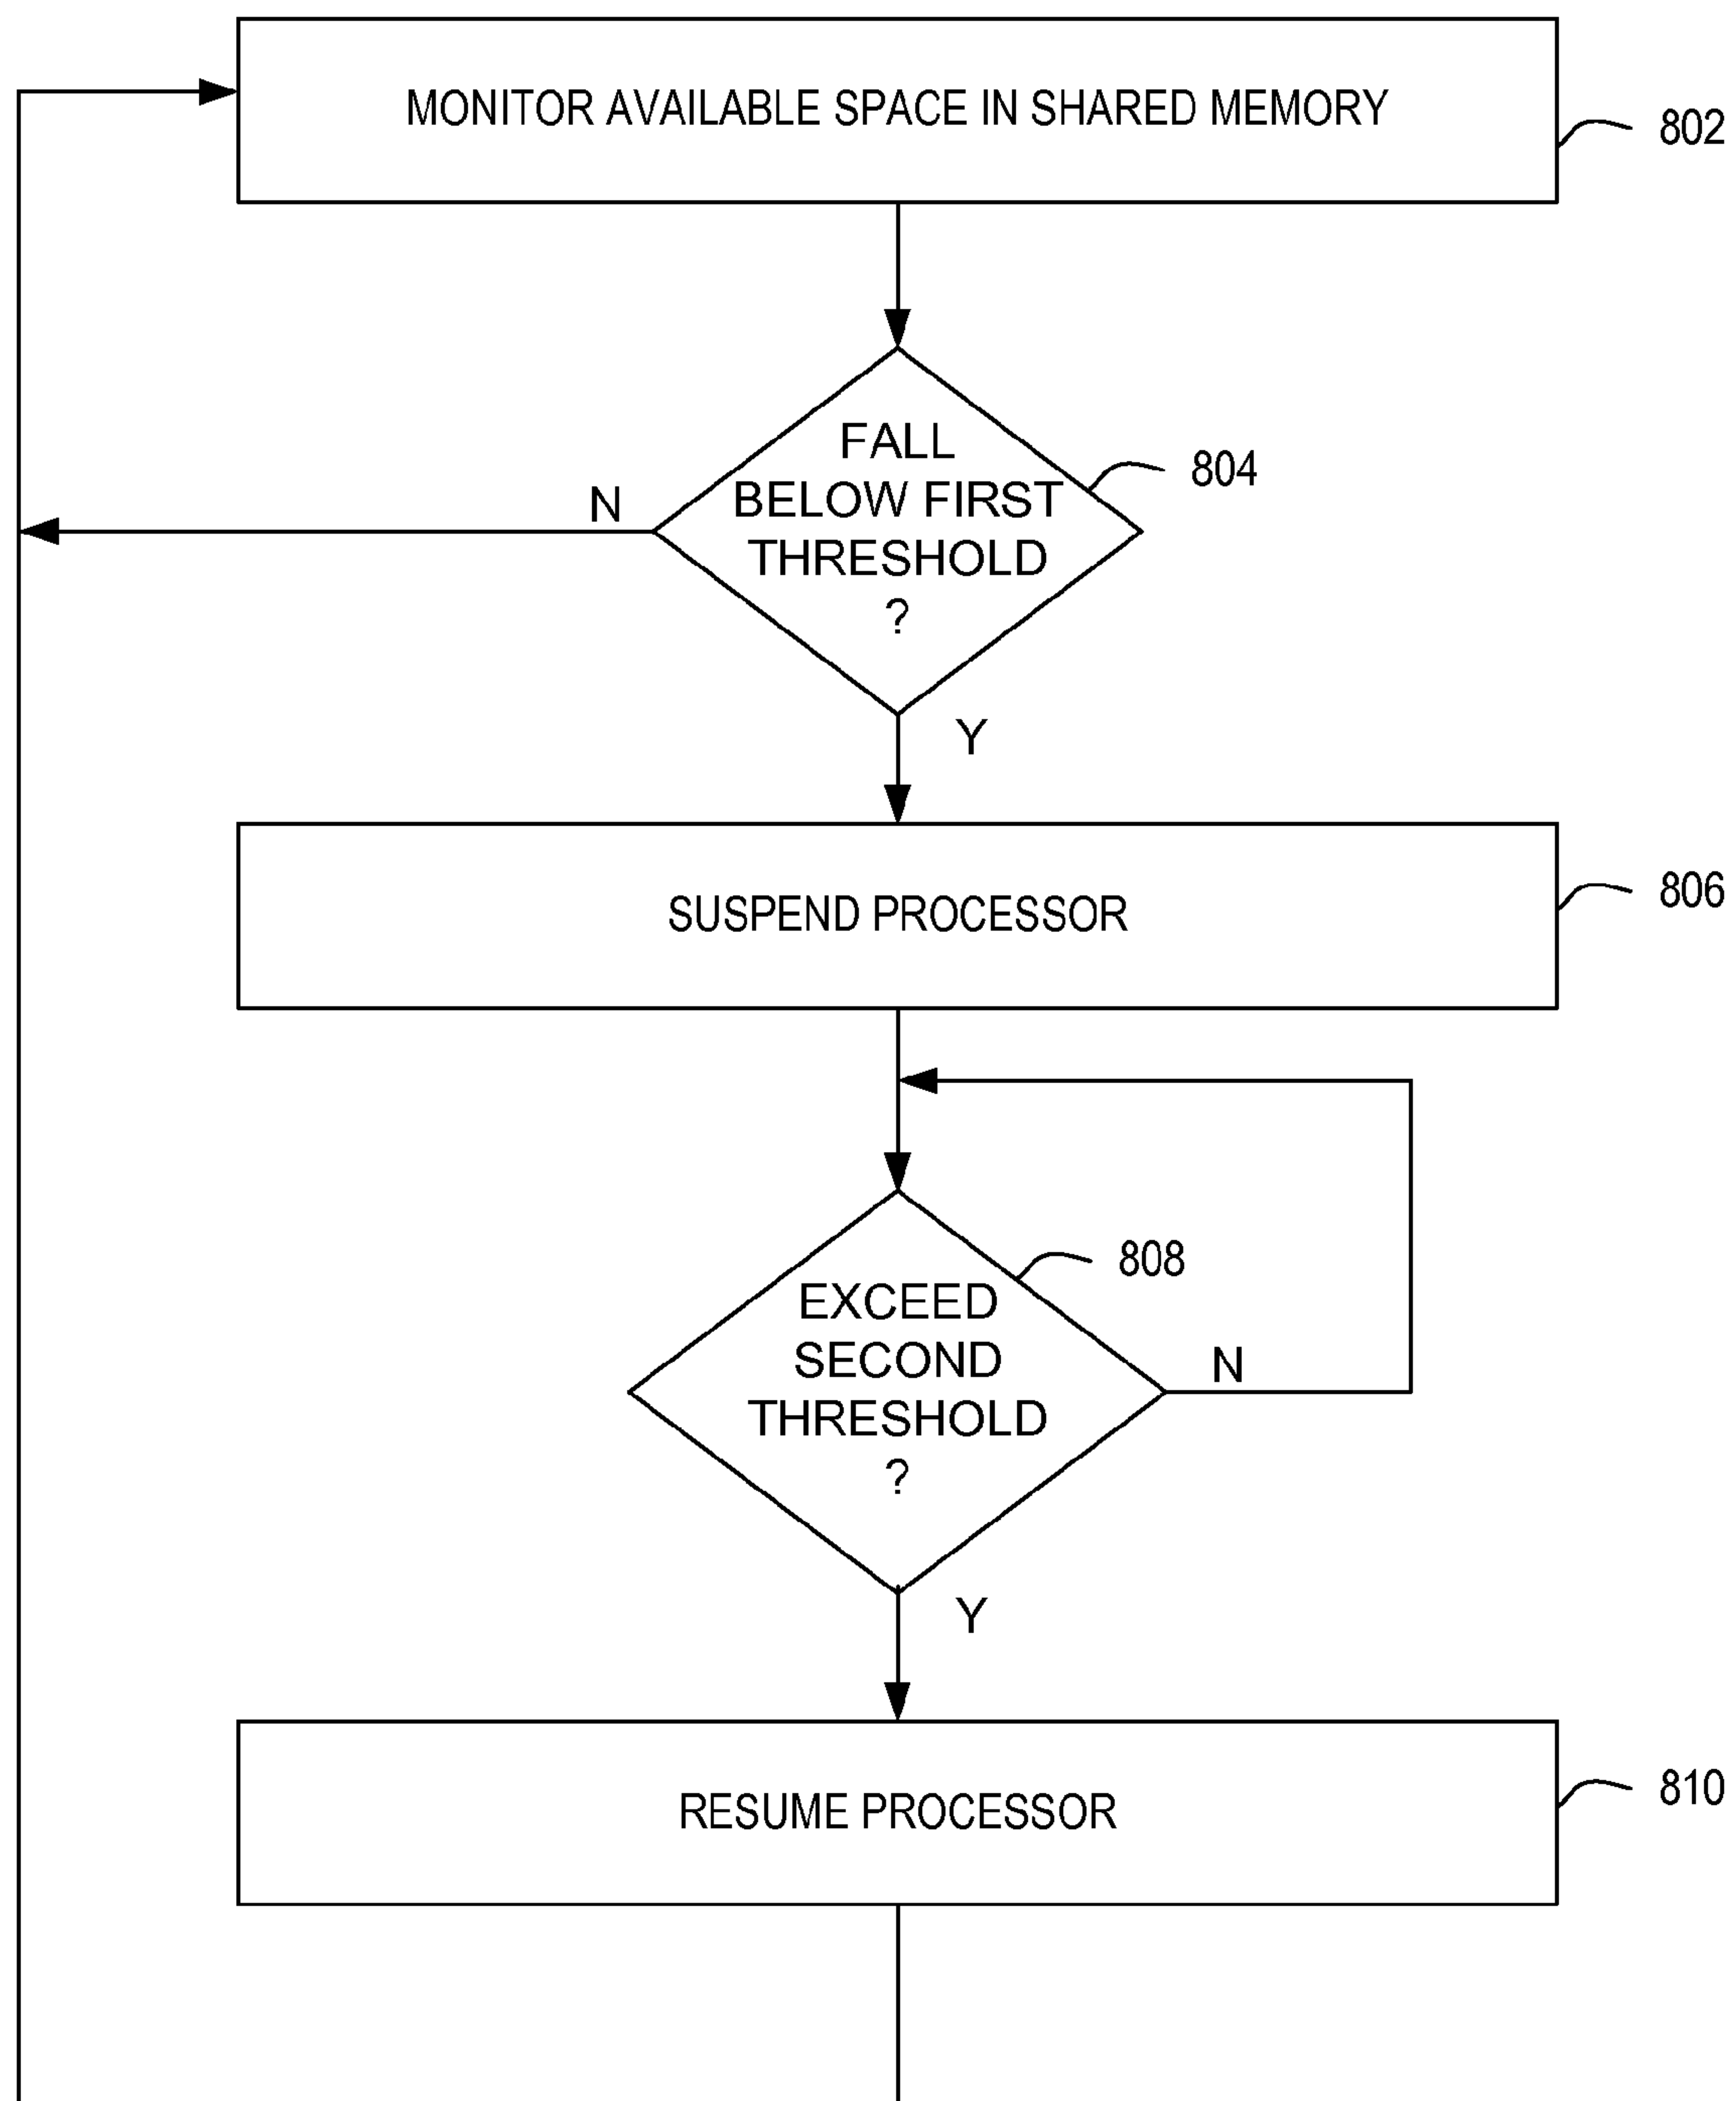 MONITOR AVAILABLE SPACE IN SHARED MEMORY
802
FALL
BELOW FIRST
THRESHOLD
?
804
N
Y
SUSPEND PROCESSOR
806
EXCEED
SECOND
THRESHOLD
?
808
N
Y
RESUME PROCESSOR
810